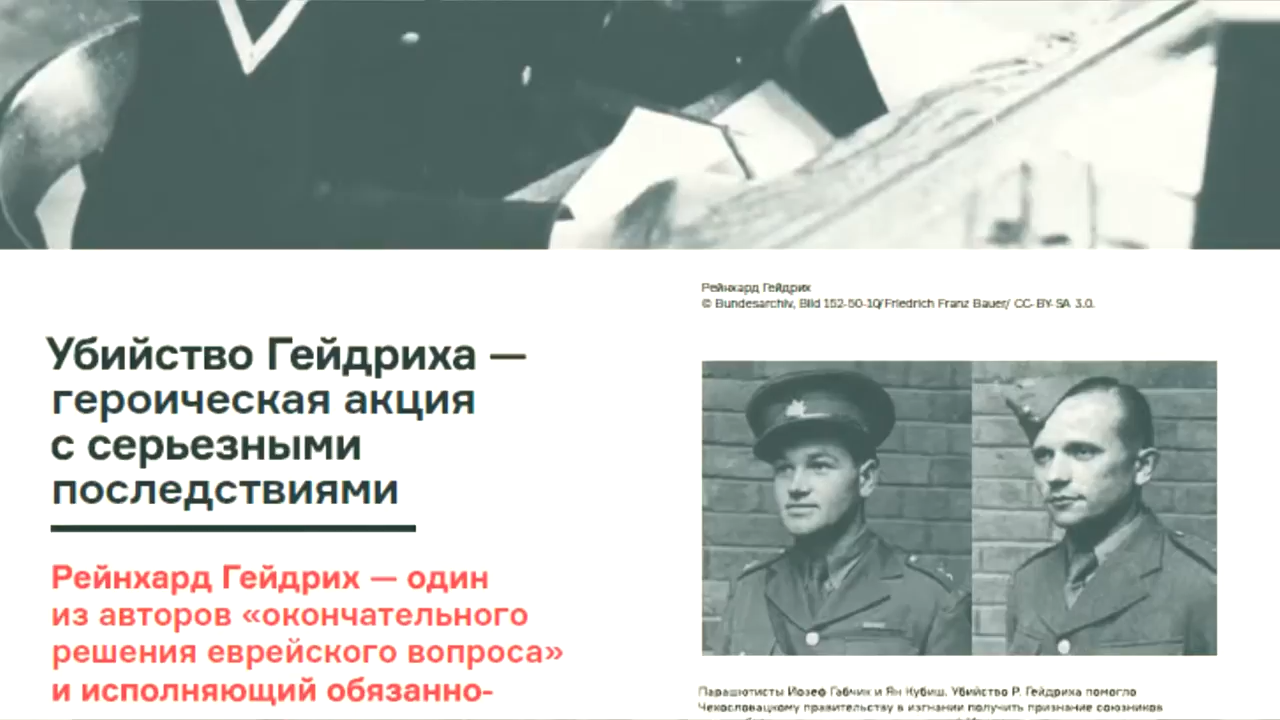 Рейнхард Гейдрих
© Bundesarchiv, Bild 152-50-10/Friedrich Franz Bauer/ CC-BY-SA 3.0.
Убийство Гейдриха —
героическая акция
с серьезными
последствиями
Рейнхард Гейдрих — один
из авторов «окончательного
решения еврейского вопроса»
и исполняющий обязанно-
Парашютисты Йозеф Габчик и Ян Кубиш. Убийство Р. Гейдриха помогло
Чехословацкому правительству в изгнании получить признание союзников